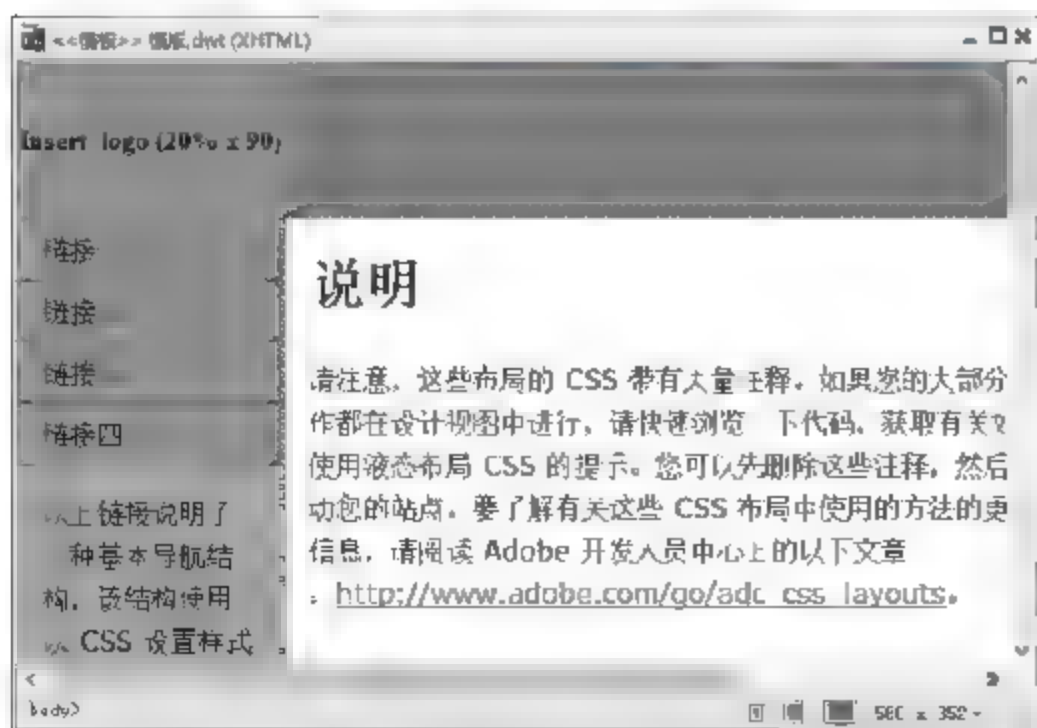 <<模板>> 模版.dwt (XHTML)
Insert logo (20% x 90)
链接
链接
链接
链接四
以上链接说明了
种基本导航结
构，该结构使用
CSS 设置样式
说明
请注意，这些布局的 CSS 带有大量注释，如果您的大部分
作都在设计视图中进行，请快速浏览 下代码，获取有关
使用液态布局 CSS 的提示。您可以先删除这些注释，然后
动您的站点，要了解有关这些 CSS 布局中使用的方法的更
信息，请阅读 Adobe 开发人员中心上的以下文章
。http://www.adobe.com/go/adc_css_layouts。
body>
580 x 352